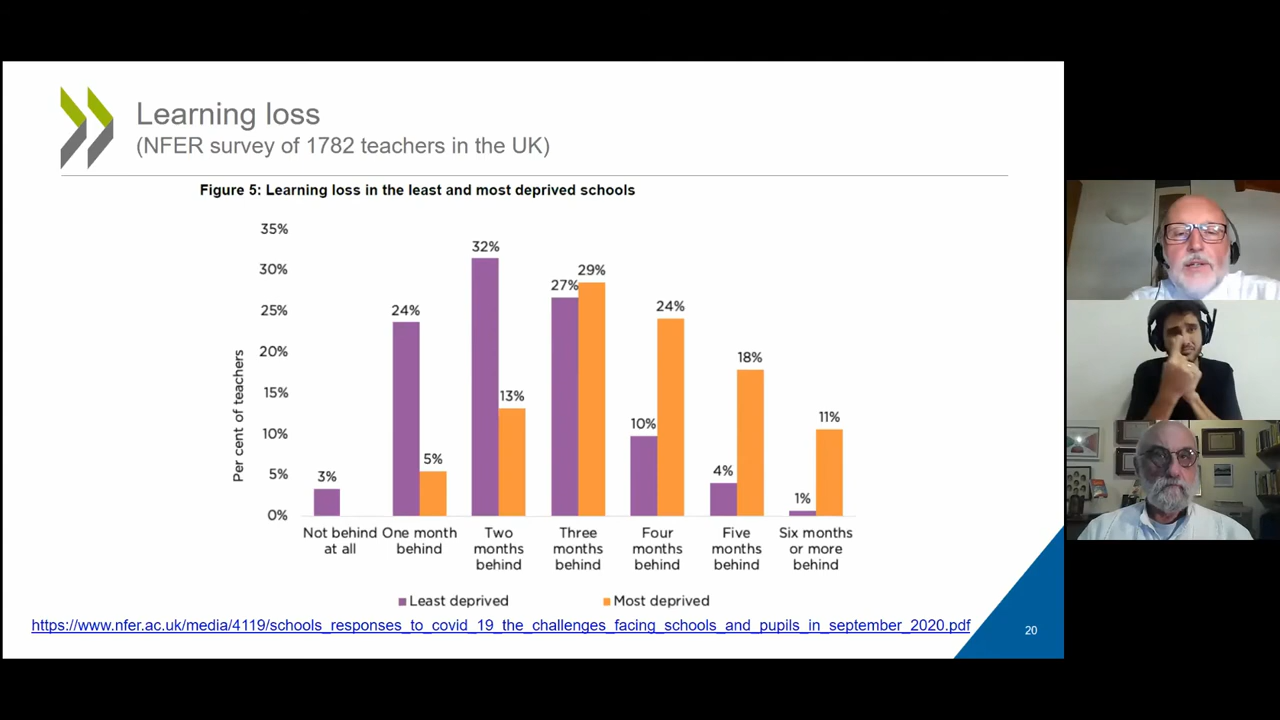 Learning loss
(NFER survey of 1782 teachers in the UK)
Figure 5: Learning loss in the least and most deprived schools
Per cent of teachers
35%
30%
25%
20%
15%
10%
5%
0%
3%
24%
5%
32%
13%
27%
29%
10%
24%
4%
18%
1%
11%
Not behind at all
One month behind
Two months behind
Three months behind
Four months behind
Five months behind
Six months or more behind
Least deprived
Most deprived
https://www.nfer.ac.uk/media/4119/schools_responses_to_covid_19_the_challenges_facing_schools_and_pupils_in_september_2020.pdf
20